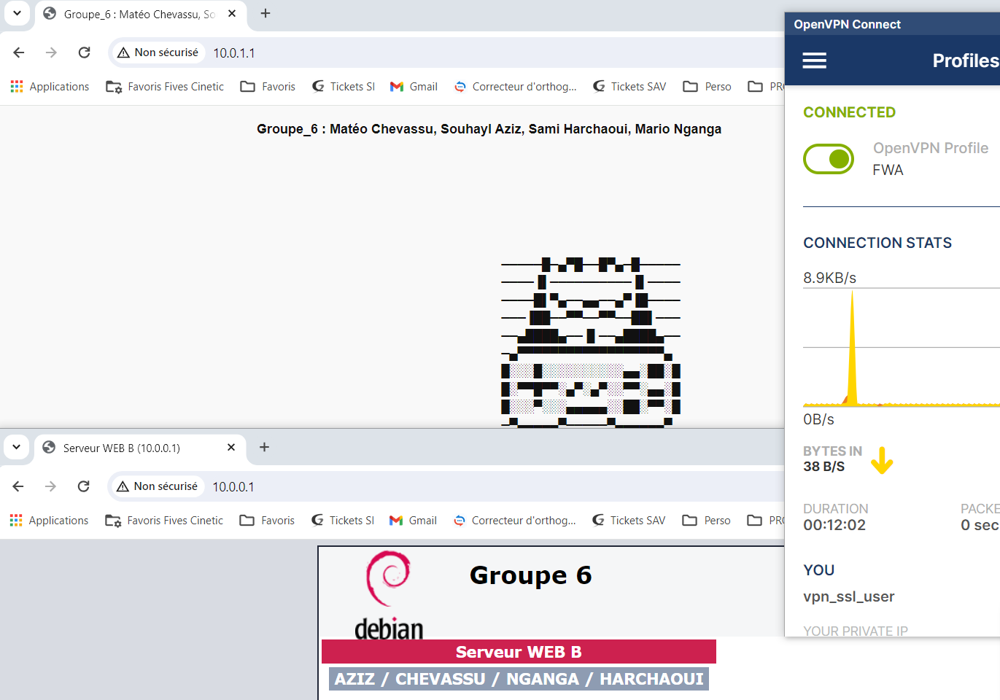 Groupe_6 : Matéo Chevassu, So
Non sécurisé
10.0.1.1
Applications
Favoris Fives Cinetic
Favoris
Tickets SI
Gmail
Correcteur d'orthog...
Tickets SAV
Perso
PRO
Groupe_6 : Matéo Chevassu, Souhayl Aziz, Sami Harchaoui, Mario Nganga
OpenVPN Connect
Profiles
CONNECTED
OpenVPN Profile
FWA
CONNECTION STATS
8.9KB/s
0B/s
BYTES IN
38 B/S
DURATION
PACKE
00:12:02
0 sec
YOU
vpn_ssl_user
YOUR PRIVATE IP
Serveur WEB B (10.0.0.1)
Non sécurisé
10.0.0.1
Applications
Favoris Fives Cinetic
Favoris
Tickets SI
Gmail
Correcteur d'orthog...
Tickets SAV
Perso
PRO
debian
Groupe 6
Serveur WEB B
AZIZ / CHEVASSU / NGANGA / HARCHAOUI